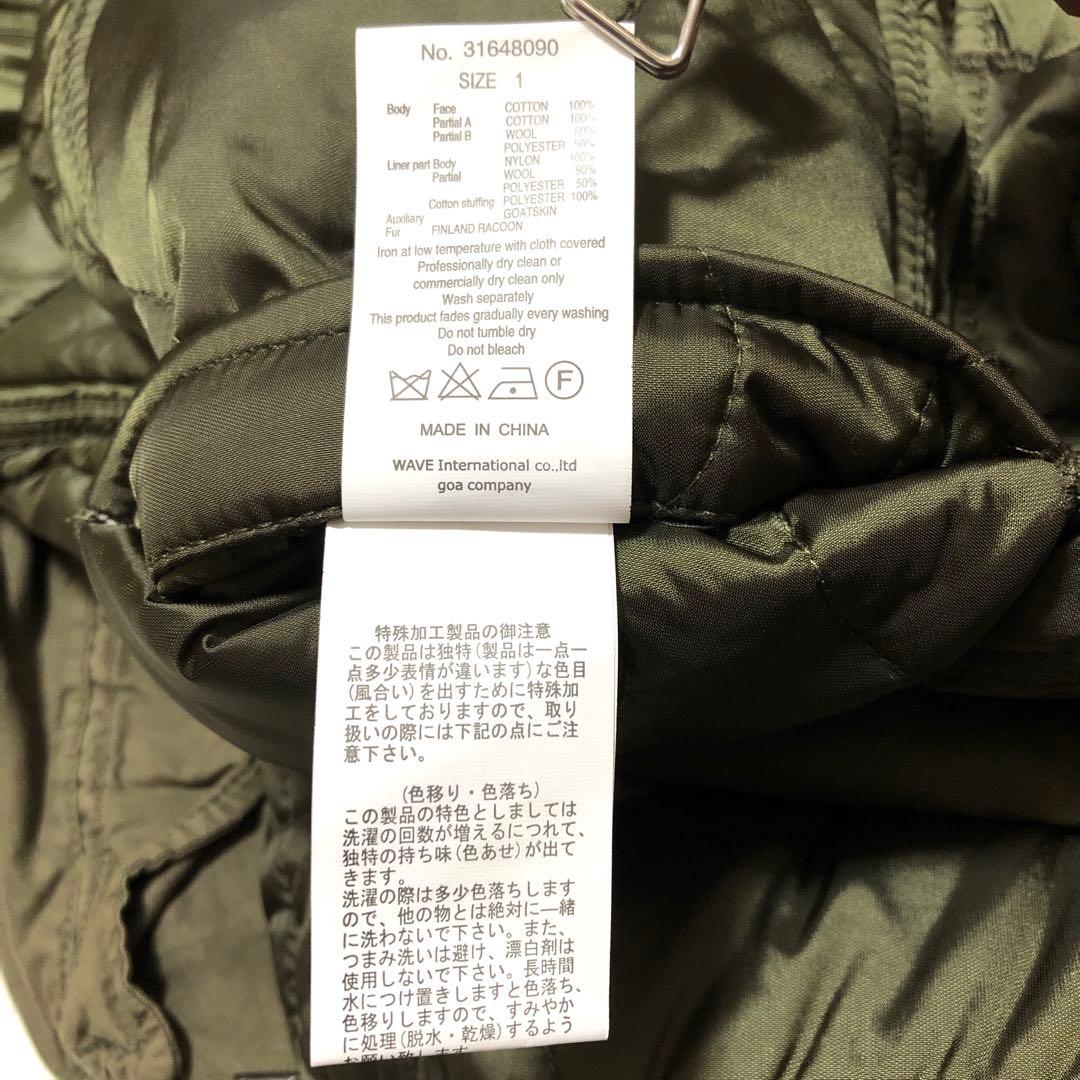 No. 31648090
SIZE 1
Body Face COTTON 100%
Partial A COTTON 100%
Partial B WOOL 50%
POLYESTER 50%
Liner part Body NYLON 100%
Partial WOOL 50%
POLYESTER 50%
Cotton stuffing POLYESTER 100%
Auxiliary GOATSKIN
Fur FINLAND RACOON
Iron at low temperature with cloth covered
Professionally dry clean or
commercially dry clean only
Wash separately
This product fades gradually every washing
Do not tumble dry
Do not bleach
F
MADE IN CHINA
WAVE International co.,ltd
goa company
特殊加工製品の御注意
この製品は独特(製品は一点一
点多少表情が違います)な色目
(風合い)を出すために特殊加
工をしておりますので、取り
扱いの際には下記の点にご注
意下さい。
(色移り・色落ち)
この製品の特色としましては
洗濯の回数が増えるにつれて、
独特の持ち味(色あせ)が出て
きます。
洗濯の際は多少色落ちします
ので、他の物とは絶対に一緒
に洗わないで下さい。また、
つまみ洗いは避け、漂白剤は
使用しないで下さい。長時間
水につけ置きしますと色落ち、
色移りしますので、すみやか
に処理(脱水・乾燥)するよう
お願い致します